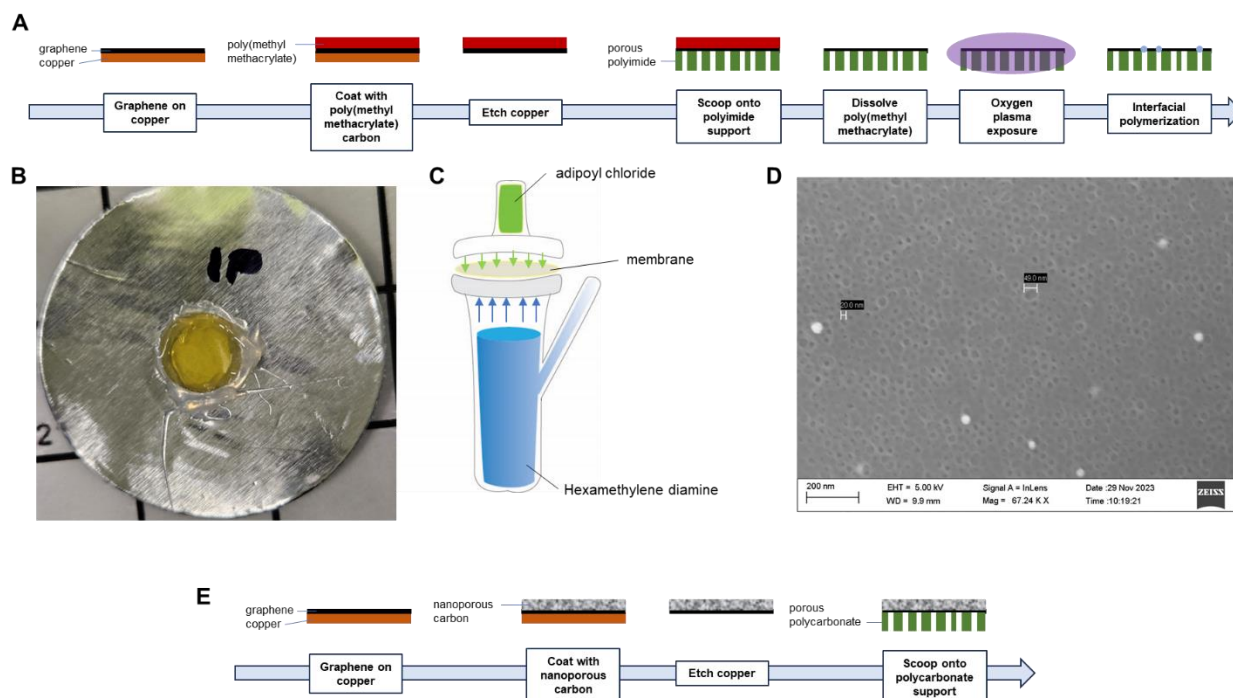 A
graphene
copper
poly(methyl
methacrylate)
porous
polyimide
Graphene on
copper
Coat with
poly(methyl
methacrylate)
carbon
Etch copper
Scoop onto
polyimide
support
Dissolve
poly(methyl
methacrylate)
Oxygen
plasma
exposure
Interfacial
polymerization
B
1P
2
C
adipoyl chloride
membrane
Hexamethylene diamine
D
49.0 nm
20.0 nm
200 nm
EHT = 5.00 kV
WD = 9.9 mm
Signal A = InLens
Mag = 67.24 K X
Date :29 Nov 2023
Time :10:19:21
ZEISS
E
graphene
copper
nanoporous
carbon
porous
polycarbonate
Graphene on
copper
Coat with
nanoporous
carbon
Etch copper
Scoop onto
polycarbonate
support